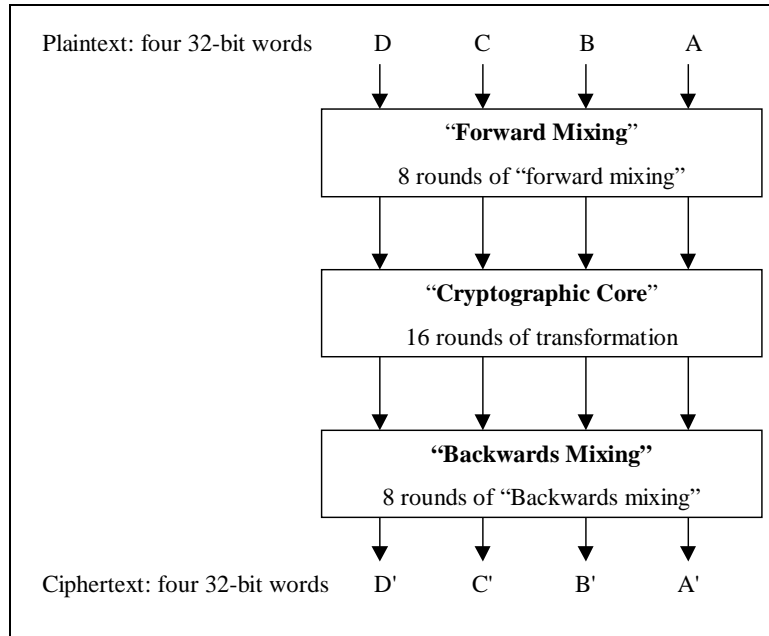 Plaintext: four 32-bit words D C B A
“Forward Mixing”
8 rounds of “forward mixing”
“Cryptographic Core”
16 rounds of transformation
“Backwards Mixing”
8 rounds of “Backwards mixing”
Ciphertext: four 32-bit words D' C' B' A'